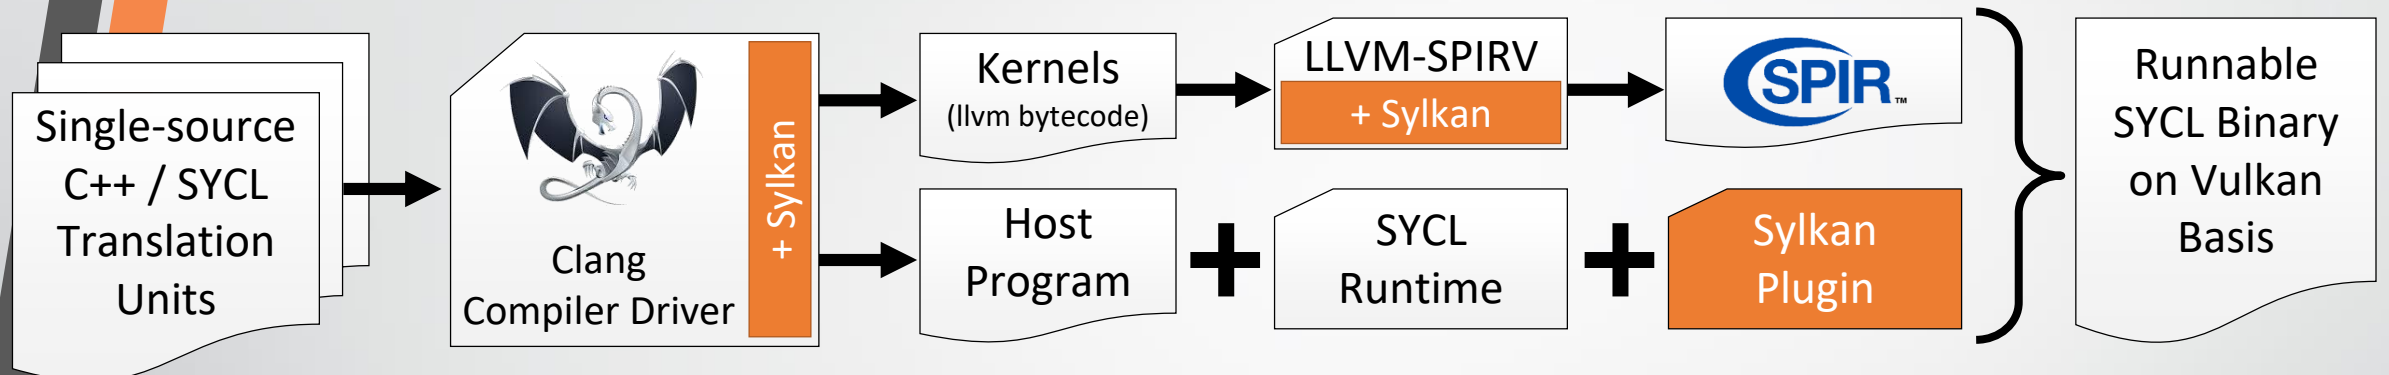 Single-source
C++ / SYCL
Translation
Units
Clang
Compiler Driver
+ Sylkan
Kernels
(llvm bytecode)
LLVM-SPIRV
+ Sylkan
SPIR™
Host
Program
+
SYCL
Runtime
+
Sylkan
Plugin
Runnable
SYCL Binary
on Vulkan
Basis